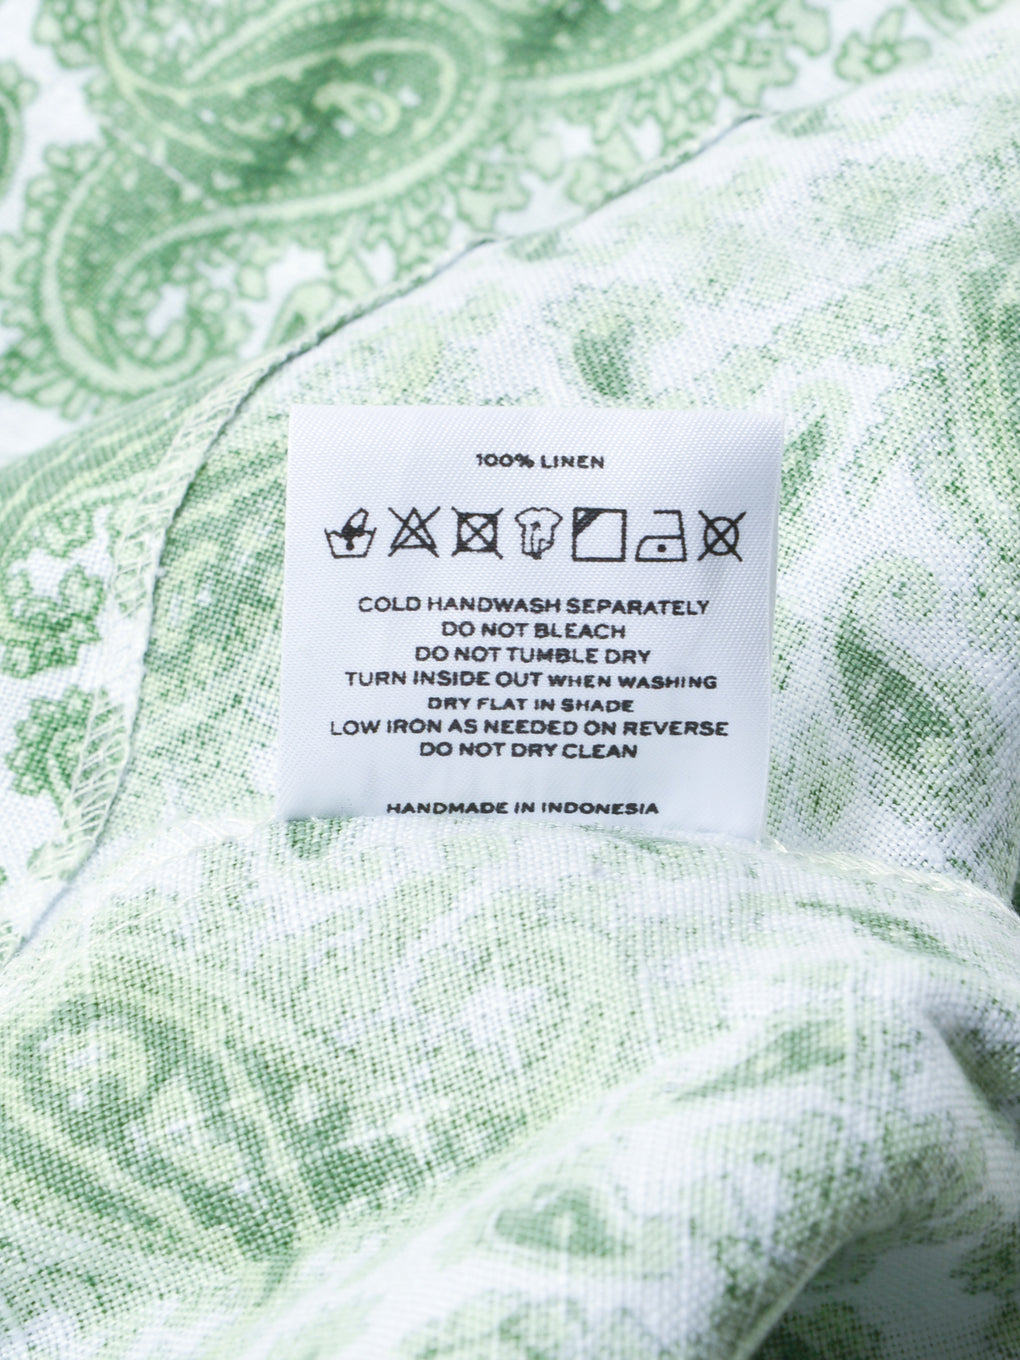 100% LINEN
COLD HANDWASH SEPARATELY
DO NOT BLEACH
DO NOT TUMBLE DRY
TURN INSIDE OUT WHEN WASHING
DRY FLAT IN SHADE
LOW IRON AS NEEDED ON REVERSE
DO NOT DRY CLEAN
HANDMADE IN INDONESIA